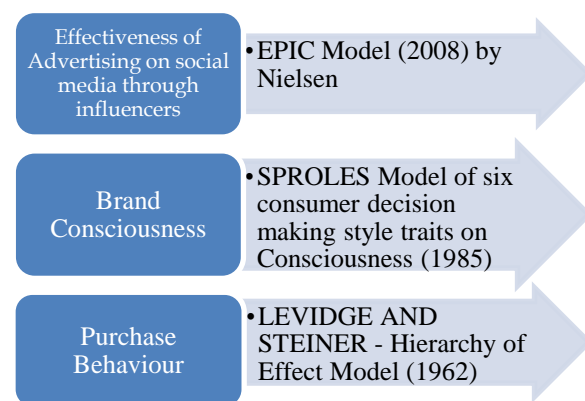 Effectiveness of
Advertising on social
media through
influencers
•EPIC Model (2008) by
Nielsen
Brand
Consciousness
•SPROLES Model of six
consumer decision
making style traits on
Consciousness (1985)
Purchase
Behaviour
•LEVIDGE AND
STEINER - Hierarchy of
Effect Model (1962)